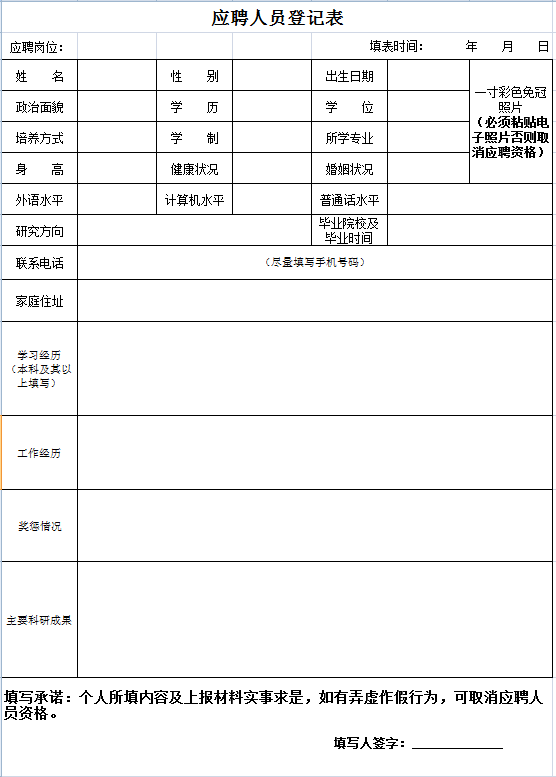 应聘人员登记表
应聘岗位： 填表时间： 年 月 日
姓 名 性 别 出生日期
一寸彩色免冠
照片
（必须粘贴电
子照片否则取
消应聘资格）
政治面貌 学 历 学 位
培养方式 学 制 所学专业
身 高 健康状况 婚姻状况
外语水平 计算机水平 普通话水平
研究方向 毕业院校及
毕业时间
联系电话 （尽量填写手机号码）
家庭住址
学习经历
（本科及其以
上填写）
工作经历
奖惩情况
主要科研成果
填写承诺：个人所填内容及上报材料实事求是，如有弄虚作假行为，可取消应聘人
员资格。
填写人签字：____________